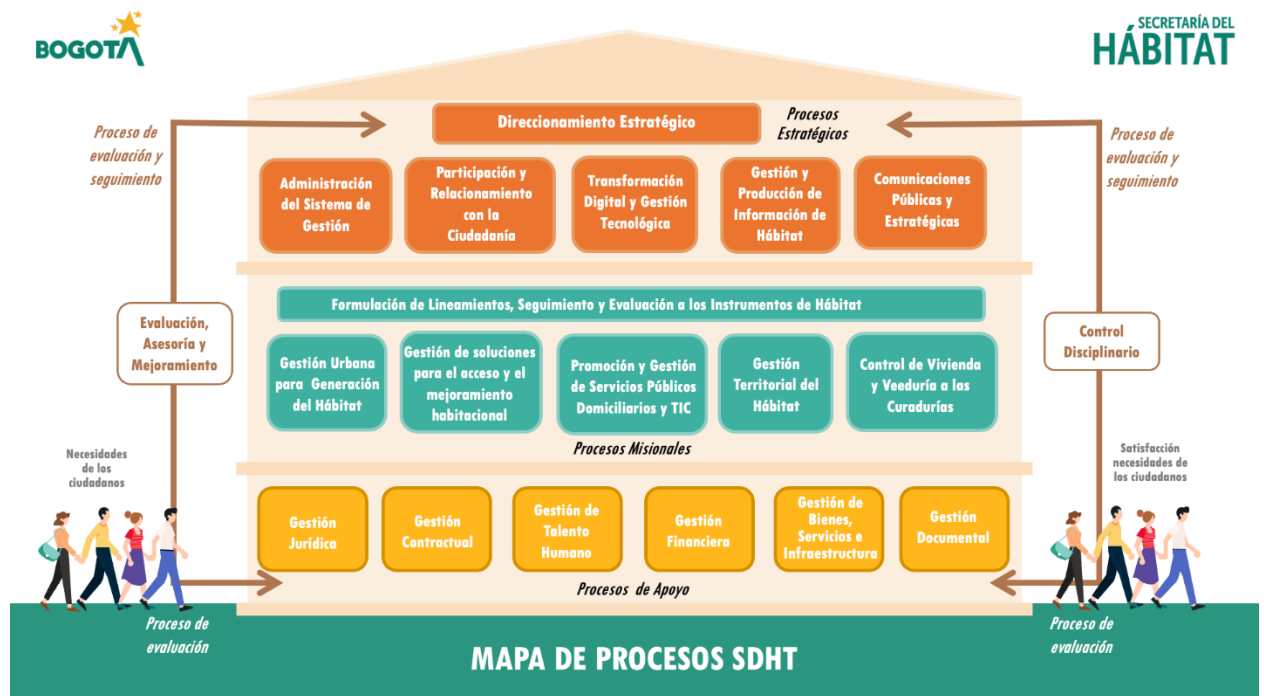 BOGOTA
SECRETARÍA DEL
HÁBITAT
Proceso de
evaluación y
seguimiento
Direccionamiento Estratégico
Procesos
Estratégicos
Proceso de
evaluación y
seguimiento
Administración
del Sistema de
Gestión
Participación y
Relacionamiento
con la
Ciudadanía
Transformación
Digital y Gestión
Tecnológica
Gestión y
Producción de
Información de
Hábitat
Comunicaciones
Públicas y
Estratégicas
Evaluación,
Asesoría y
Mejoramiento
Formulación de Lineamientos, Seguimiento y Evaluación a los Instrumentos de Hábitat
Control
Disciplinario
Gestión Urbana
para Generación
del Hábitat
Gestión de soluciones
para el acceso y el
mejoramiento
habitacional
Promoción y Gestión
de Servicios Públicos
Domiciliarios y TIC
Gestión
Territorial del
Hábitat
Control de Vivienda
y Veeduría a las
Curadurías
Procesos Misionales
Necesidades
de los
ciudadanos
Satisfacción
necesidades de
los ciudadanos
Gestión
Jurídica
Gestión
Contractual
Gestión de
Talento
Humano
Gestión
Financiera
Gestión de
Bienes,
Servicios e
Infraestructura
Gestión
Documental
Procesos de Apoyo
Proceso de
evaluación
MAPA DE PROCESOS SDHT
Proceso de
evaluación